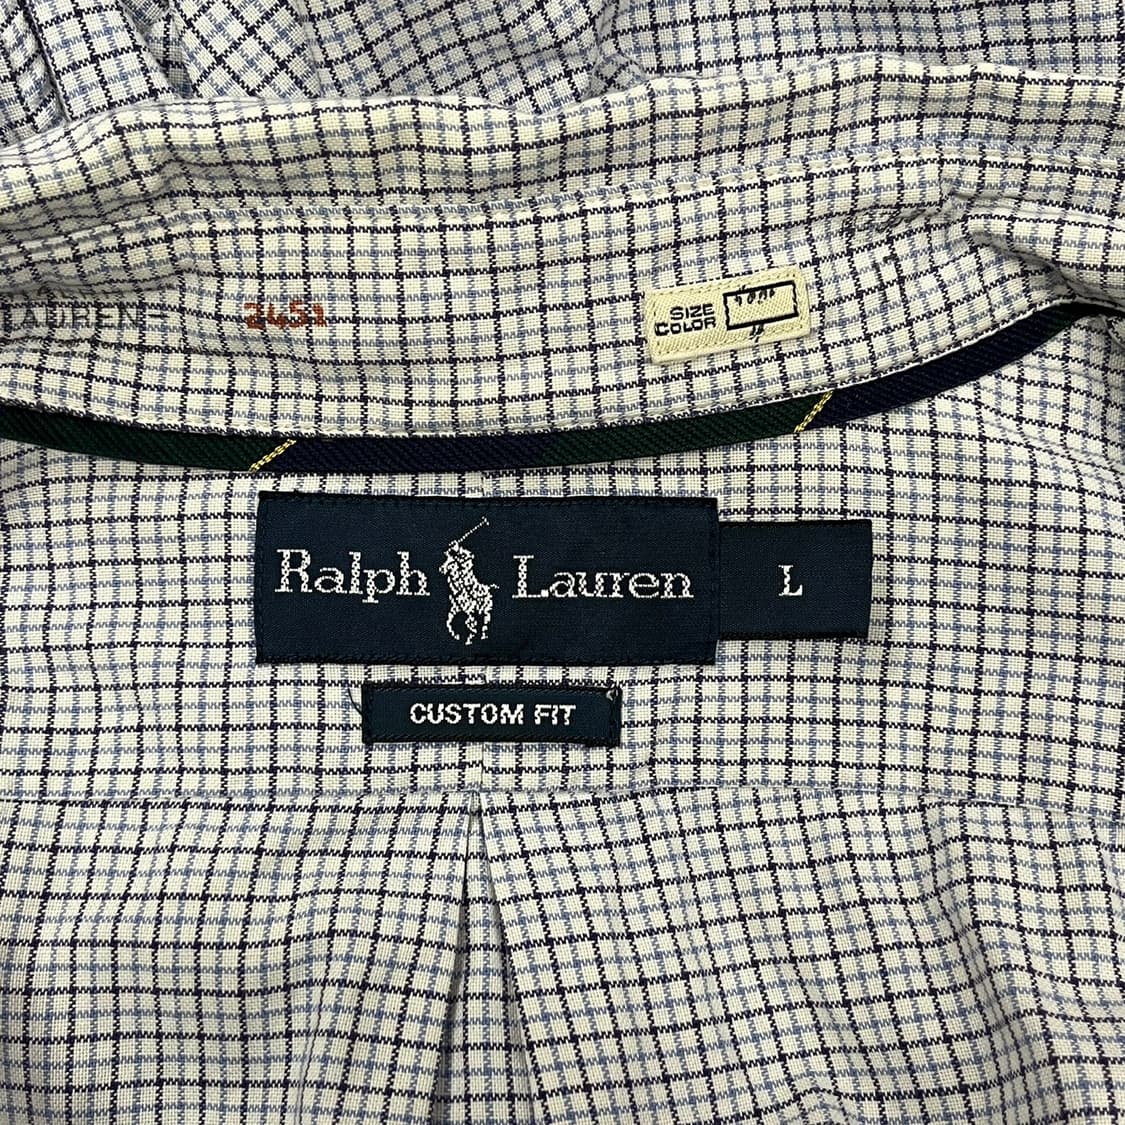 LAUREN-
2451
SIZE
COLOR
Ralph Lauren
L
CUSTOM FIT